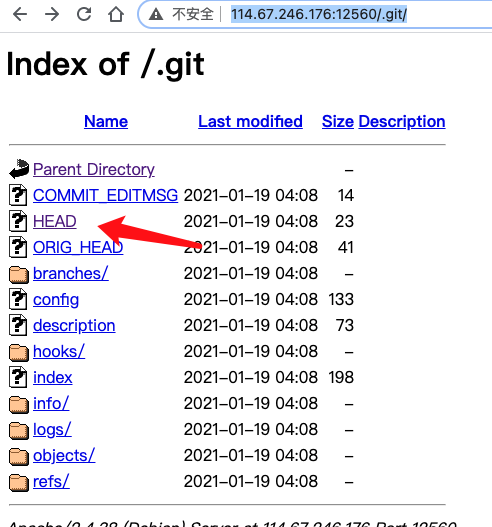 不安全 114.67.246.176:12560/.git/
Index of /.git
Name Last modified Size Description
Parent Directory –
COMMIT_EDITMSG 2021-01-19 04:08 14
HEAD 2021-01-19 04:08 23
ORIG_HEAD 2021-01-19 04:08 41
branches/ 2021-01-19 04:08 –
config 2021-01-19 04:08 133
description 2021-01-19 04:08 73
hooks/ 2021-01-19 04:08 –
index 2021-01-19 04:08 198
info/ 2021-01-19 04:08 –
logs/ 2021-01-19 04:08 –
objects/ 2021-01-19 04:08 –
refs/ 2021-01-19 04:08 –
Apache/2.4.38 (Debian) Server at 114.67.246.176 Port 12560